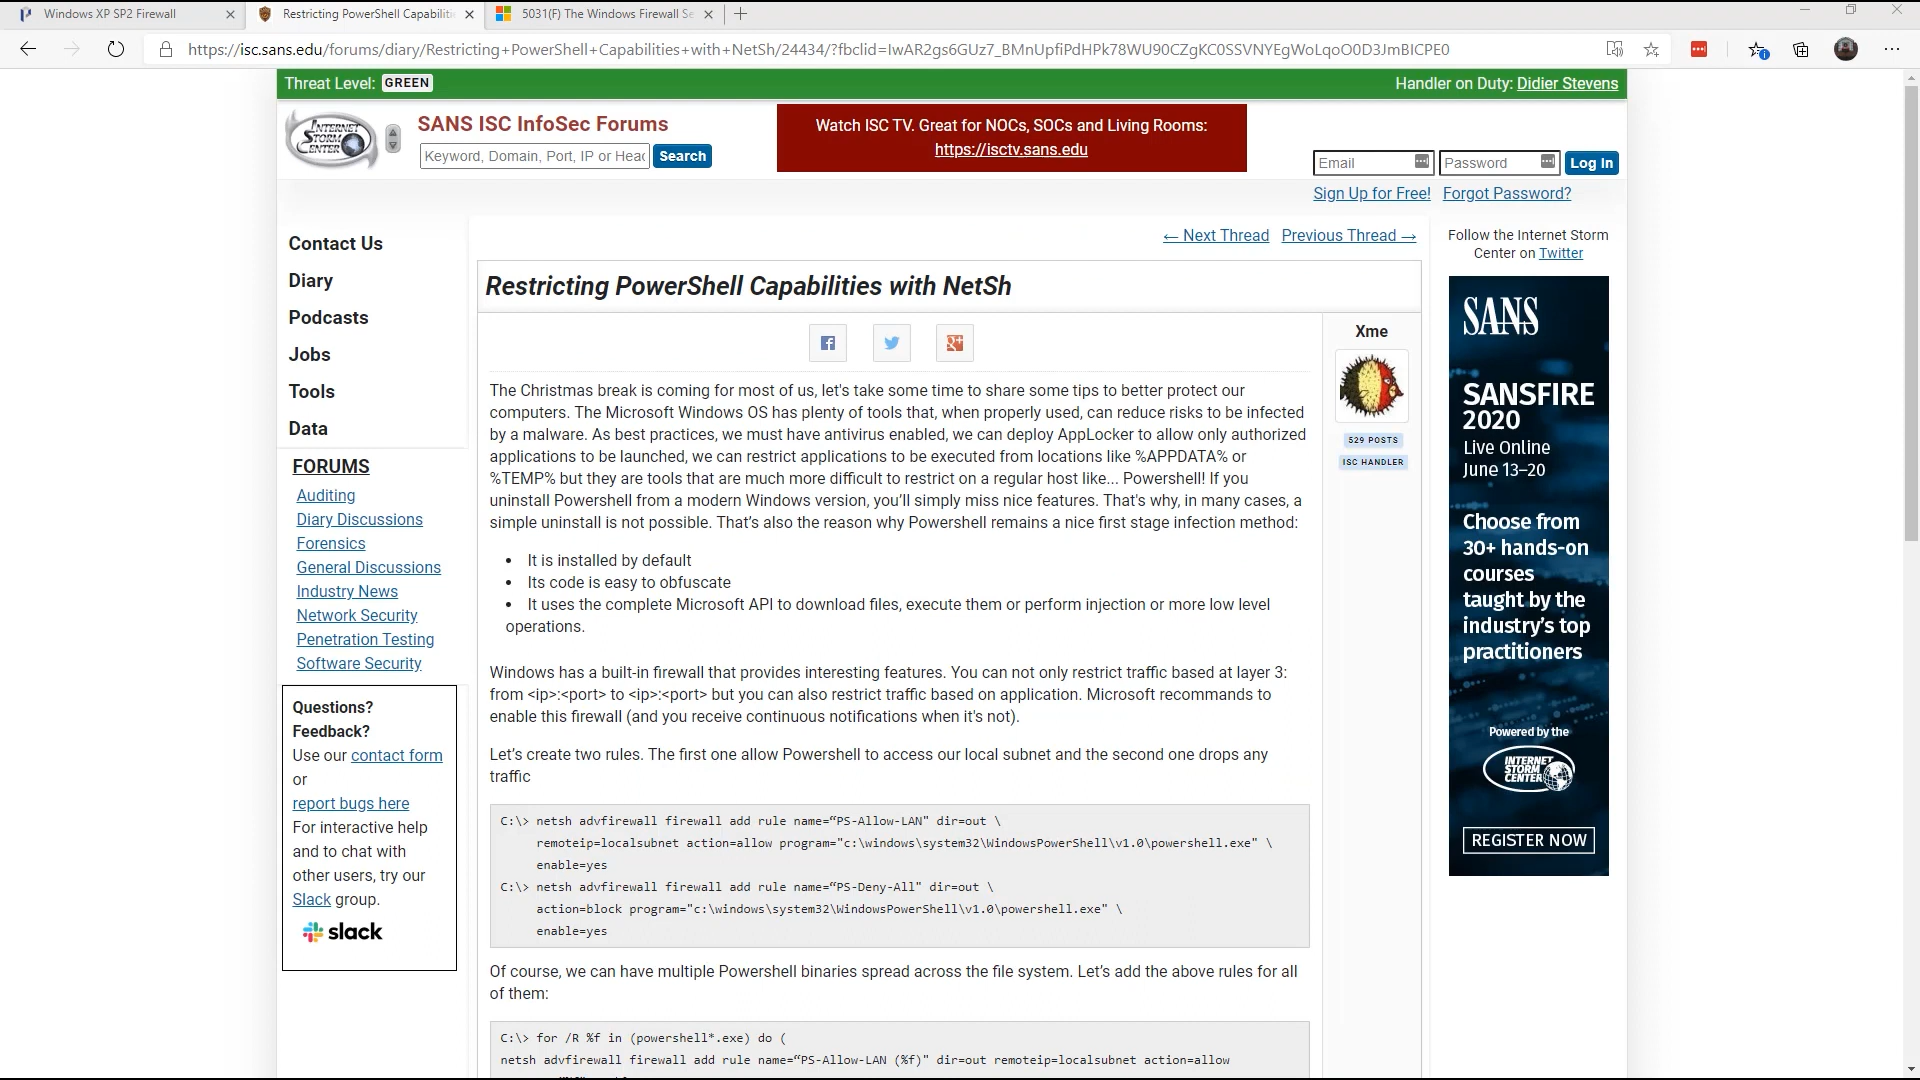 Windows XP SP2 Firewall
Restricting PowerShell Capabilitie
5031(F) The Windows Firewall Se
https://isc.sans.edu/forums/diary/Restricting+PowerShell+Capabilities+with+NetSh/24434/?fbclid=IwAR2gs6GUz7_BMnUpfiPdHPk78WU90CZgKC0SSVNYEgWoLqoO0D3JmBICPE0
Threat Level: GREEN
Handler on Duty: Didier Stevens
INTERNET
STORM
CENTER
SANS ISC InfoSec Forums
Keyword, Domain, Port, IP or Head
Search
Watch ISC TV. Great for NOCs, SOCs and Living Rooms:
https://isctv.sans.edu
Email
Password
Log In
Sign Up for Free!
Forgot Password?
Contact Us
Diary
Podcasts
Jobs
Tools
Data
FORUMS
Auditing
Diary Discussions
Forensics
General Discussions
Industry News
Network Security
Penetration Testing
Software Security
Questions?
Feedback?
Use our contact form
or
report bugs here
For interactive help
and to chat with
other users, try our
Slack group.
slack
← Next Thread
Previous Thread →
Restricting PowerShell Capabilities with NetSh
The Christmas break is coming for most of us, let's take some time to share some tips to better protect our
computers. The Microsoft Windows OS has plenty of tools that, when properly used, can reduce risks to be infected
by a malware. As best practices, we must have antivirus enabled, we can deploy AppLocker to allow only authorized
applications to be launched, we can restrict applications to be executed from locations like %APPDATA% or
%TEMP% but they are tools that are much more difficult to restrict on a regular host like... Powershell! If you
uninstall Powershell from a modern Windows version, you’ll simply miss nice features. That's why, in many cases, a
simple uninstall is not possible. That’s also the reason why Powershell remains a nice first stage infection method:
• It is installed by default
• Its code is easy to obfuscate
• It uses the complete Microsoft API to download files, execute them or perform injection or more low level
operations.
Windows has a built-in firewall that provides interesting features. You can not only restrict traffic based at layer 3:
from <ip>:<port> to <ip>:<port> but you can also restrict traffic based on application. Microsoft recommands to
enable this firewall (and you receive continuous notifications when it's not).
Let’s create two rules. The first one allow Powershell to access our local subnet and the second one drops any
traffic
C:\> netsh advfirewall firewall add rule name=“PS-Allow-LAN" dir=out \
remoteip=localsubnet action=allow program="c:\windows\system32\WindowsPowerShell\v1.0\powershell.exe" \
enable=yes
C:\> netsh advfirewall firewall add rule name=“PS-Deny-All" dir=out \
action=block program="c:\windows\system32\WindowsPowerShell\v1.0\powershell.exe" \
enable=yes
Of course, we can have multiple Powershell binaries spread across the file system. Let’s add the above rules for all
of them:
C:\> for /R %f in (powershell*.exe) do (
netsh advfirewall firewall add rule name=“PS-Allow-LAN (%f)" dir=out remoteip=localsubnet action=allow
Xme
529 POSTS
ISC HANDLER
Follow the Internet Storm
Center on Twitter
SANS
SANSFIRE
2020
Live Online
June 13–20
Choose from
30+ hands-on
courses
taught by the
industry’s top
practitioners
Powered by the
INTERNET
STORM
CENTER
REGISTER NOW